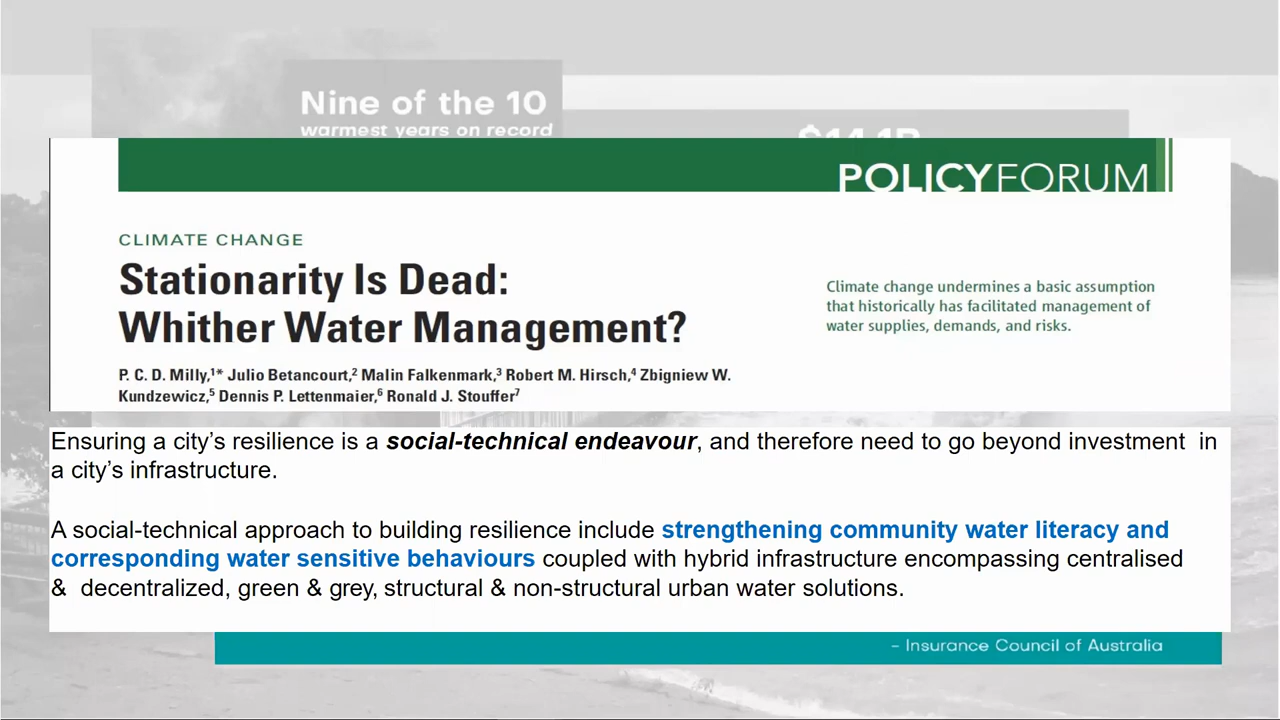 Nine of the 10
warmest years on record
POLICYFORUM
CLIMATE CHANGE
Stationarity Is Dead:
Whither Water Management?
Climate change undermines a basic assumption
that historically has facilitated management of
water supplies, demands, and risks.
P. C. D. Milly,¹* Julio Betancourt,² Malin Falkenmark,³ Robert M. Hirsch,⁴ Zbigniew W.
Kundzewicz,⁵ Dennis P. Lettenmaier,⁶ Ronald J. Stouffer⁷
Ensuring a city’s resilience is a social-technical endeavour, and therefore need to go beyond investment in
a city’s infrastructure.
A social-technical approach to building resilience include strengthening community water literacy and
corresponding water sensitive behaviours coupled with hybrid infrastructure encompassing centralised
& decentralized, green & grey, structural & non-structural urban water solutions.
– Insurance Council of Australia